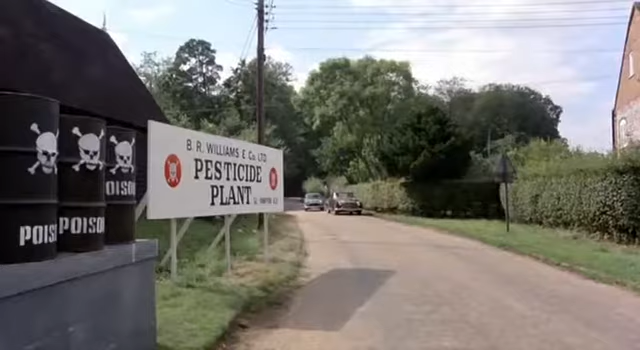 B. R. WILLIAMS & Co. LTD.
PESTICIDE
PLANT
POISON
POISON
POISON